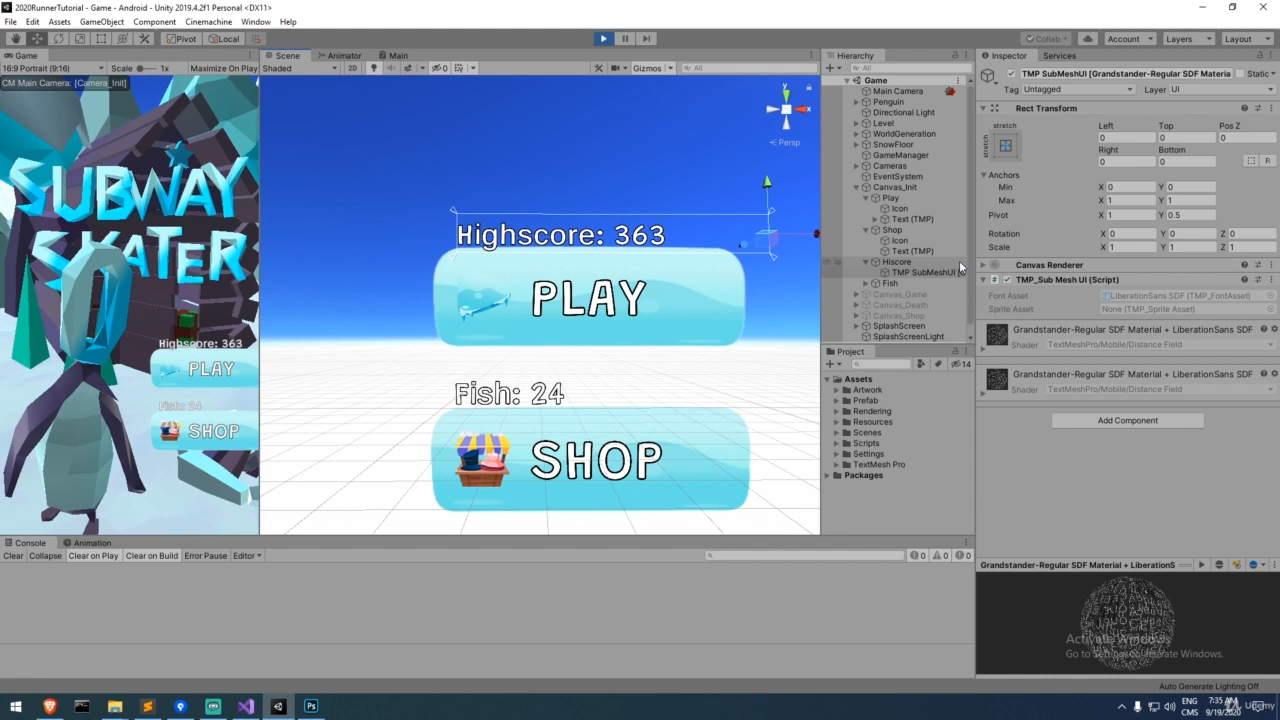 2020RunnerTutorial - Game - Android - Unity 2019.4.2f1 Personal <DX11>
File Edit Assets GameObject Component Cinemachine Window Help
Pivot Local Collab Account Layers Layout
Game Scene Animator Main Hierarchy Inspector Services
16:9 Portrait (9:16) Scale 1x Maximize On Play Shaded 2D 0 Gizmos All All
TMP SubMeshUI [Grandstander-Regular SDF Materia Static
Tag Untagged Layer UI
CM Main Camera: [Camera_Init]
SUBWAY
SKATER
Highscore: 363
PLAY
Fish: 24
SHOP
y
x
Persp
Highscore: 363
PLAY
Fish: 24
SHOP
Game
Main Camera
Penguin
Directional Light
Level
WorldGeneration
SnowFloor
GameManager
Cameras
EventSystem
Canvas_Init
Play
Icon
Text (TMP)
Shop
Icon
Text (TMP)
Hiscore
TMP SubMeshUI
Fish
Canvas_Game
Canvas_Death
Canvas_Shop
SplashScreen
SplashScreenLight
Project
14
Assets
Artwork
Prefab
Rendering
Resources
Scenes
Scripts
Settings
TextMesh Pro
Packages
Rect Transform
stretch
stretch
Left Top Pos Z
0 0 0
Right Bottom
0 0 R
Anchors
Min X 0 Y 0
Max X 1 Y 1
Pivot X 1 Y 0.5
Rotation X 0 Y 0 Z 0
Scale X 1 Y 1 Z 1
Canvas Renderer
TMP_Sub Mesh UI (Script)
Font Asset LiberationSans SDF (TMP_FontAsset)
Sprite Asset None (TMP_Sprite Asset)
Grandstander-Regular SDF Material + LiberationSans SDF
Shader TextMeshPro/Mobile/Distance Field
Grandstander-Regular SDF Material + LiberationSans SDF
Shader TextMeshPro/Mobile/Distance Field
Add Component
Console Animation
Clear Collapse Clear on Play Clear on Build Error Pause Editor 0 0 0
Grandstander-Regular SDF Material + LiberationS
Activate Windows
Go to Settings to activate Windows.
Auto Generate Lighting Off
Ps
ENG
CMS
7:35 AM
9/19/2020
Udemy